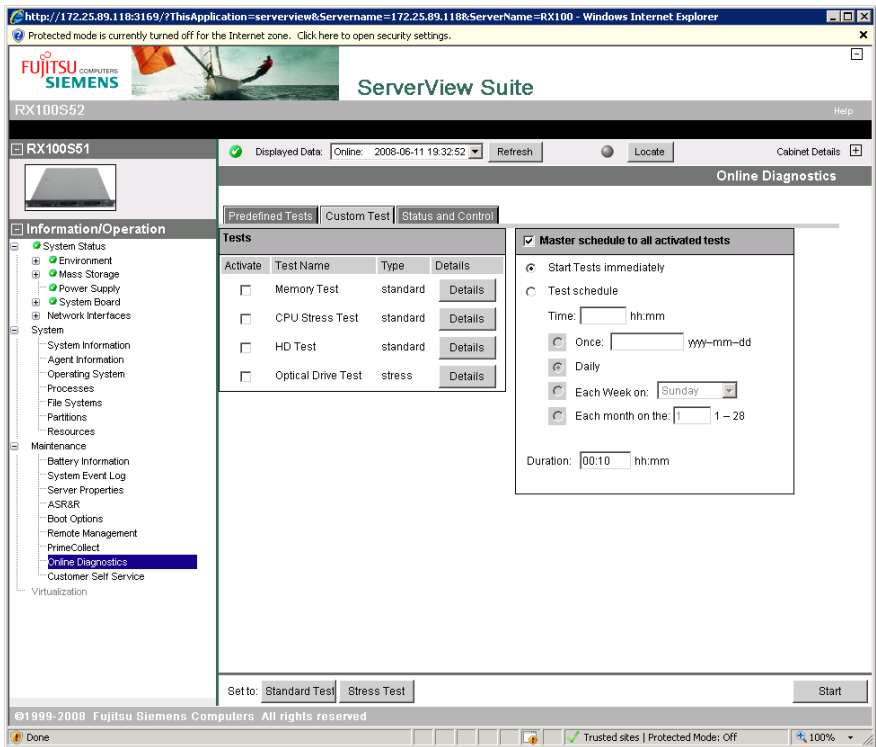 http://172.25.89.118:3169/?ThisApplication=serverview&Servername=172.25.89.118&ServerName=RX100 - Windows Internet Explorer
Protected mode is currently turned off for the Internet zone. Click here to open security settings.
FUJITSU COMPUTERS
SIEMENS
ServerView Suite
RX100S52
Help
RX100S51
Displayed Data: Online: 2008-06-11 19:32:52 Refresh Locate Cabinet Details
Online Diagnostics
Predefined Tests Custom Test Status and Control
Information/Operation
System Status
Environment
Mass Storage
Power Supply
System Board
Network Interfaces
System
System Information
Agent Information
Operating System
Processes
File Systems
Partitions
Resources
Maintenance
Battery Information
System Event Log
Server Properties
ASR&R
Boot Options
Remote Management
PrimeCollect
Online Diagnostics
Customer Self Service
Virtualization
Tests
Activate Test Name Type Details
Memory Test standard Details
CPU Stress Test standard Details
HD Test standard Details
Optical Drive Test stress Details
Master schedule to all activated tests
Start Tests immediately
Test schedule
Time: hh:mm
Once: yyyy-mm-dd
Daily
Each Week on: Sunday
Each month on the: 1 1 – 28
Duration: 00:10 hh:mm
Set to: Standard Test Stress Test Start
©1999-2008 Fujitsu Siemens Computers All rights reserved
Done Trusted sites | Protected Mode: Off 100%